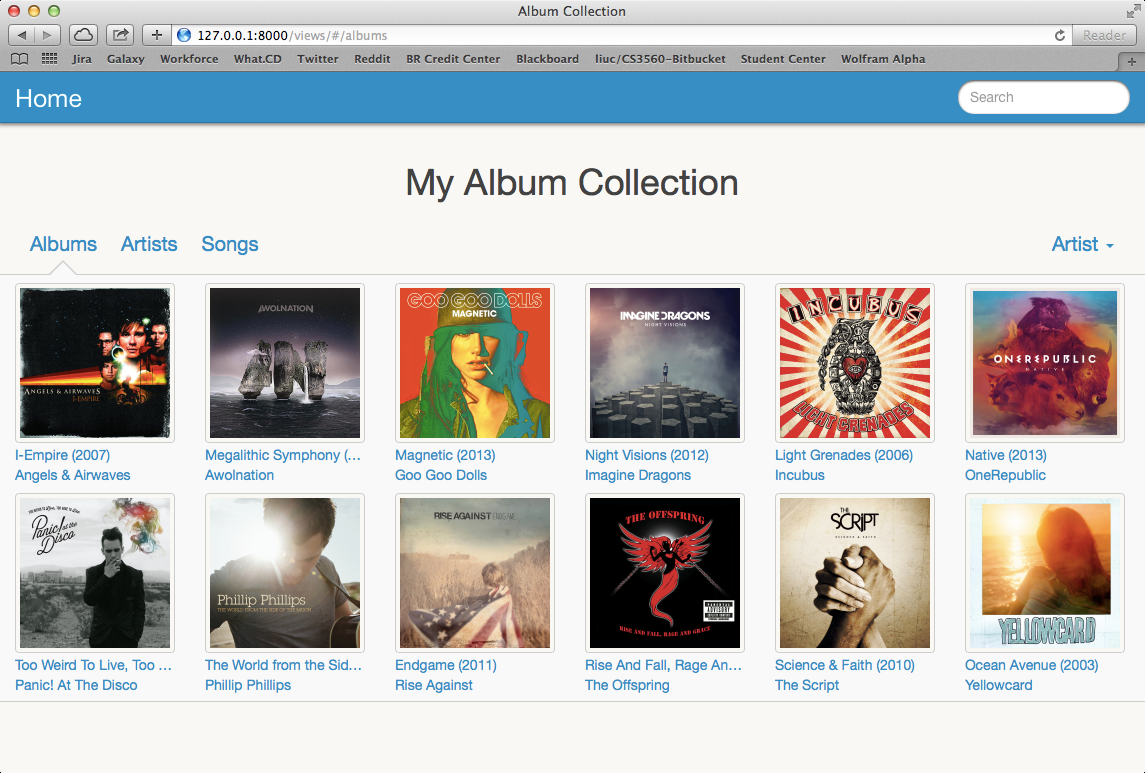 Album Collection
127.0.0.1:8000/views/#/albums
Reader
Jira Galaxy Workforce What.CD Twitter Reddit BR Credit Center Blackboard liuc/CS3560-Bitbucket Student Center Wolfram Alpha
Home
Search
My Album Collection
Albums Artists Songs
Artist
ANGELS & AIRWAVES
I-EMPIRE
AWOLNATION
GOO GOO DOLLS
MAGNETIC
IMAGINE DRAGONS
NIGHT VISIONS
INCUBUS
LIGHT GRENADES
ONEREPUBLIC
NATIVE
I-Empire (2007)
Angels & Airwaves
Megalithic Symphony (...
Awolnation
Magnetic (2013)
Goo Goo Dolls
Night Visions (2012)
Imagine Dragons
Light Grenades (2006)
Incubus
Native (2013)
OneRepublic
Panic! at the
Disco
Phillip Phillips
THE WORLD FROM THE SIDE OF THE MOON
RISE AGAINST ENDGAME
THE OFFSPRING
RISE AND FALL, RAGE AND GRACE
PARENTAL
ADVISORY
THE
SCRIPT
SCIENCE & FAITH
YELLOWCARD
Too Weird To Live, Too ...
Panic! At The Disco
The World from the Sid...
Phillip Phillips
Endgame (2011)
Rise Against
Rise And Fall, Rage An...
The Offspring
Science & Faith (2010)
The Script
Ocean Avenue (2003)
Yellowcard